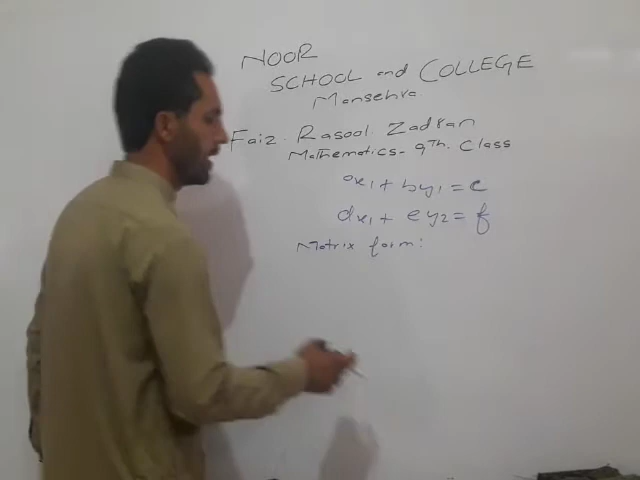 NOOR
SCHOOL and COLLEGE
Mansehra.
Faiz. Rasool. Zadran
Mathematics- 9th. Class
ax₁ + by₁ = c
dx₁ + ey₂ = f
Matrix form: